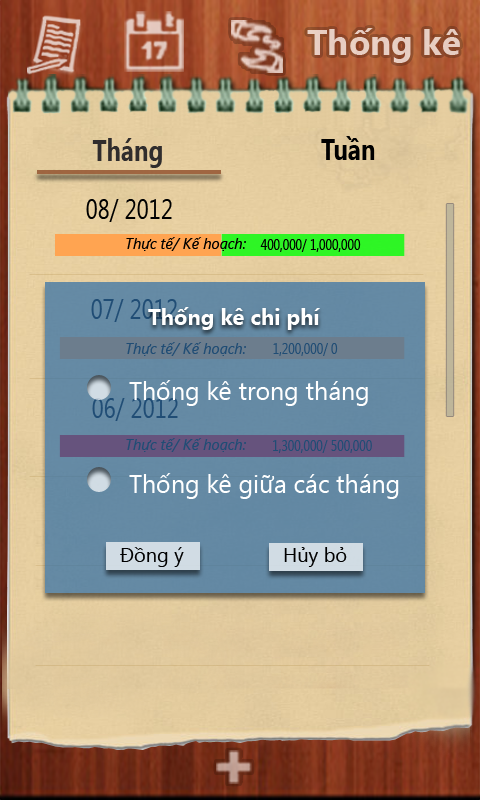 17
Thống kê
Tháng
Tuần
08/ 2012
Thực tế/ Kế hoạch: 400,000/ 1,000,000
07/ 2012
Thống kê chi phí
Thực tế/ Kế hoạch: 1,200,000/ 0
Thống kê trong tháng
06/ 2012
Thực tế/ Kế hoạch: 1,300,000/ 500,000
Thống kê giữa các tháng
Đồng ý
Hủy bỏ